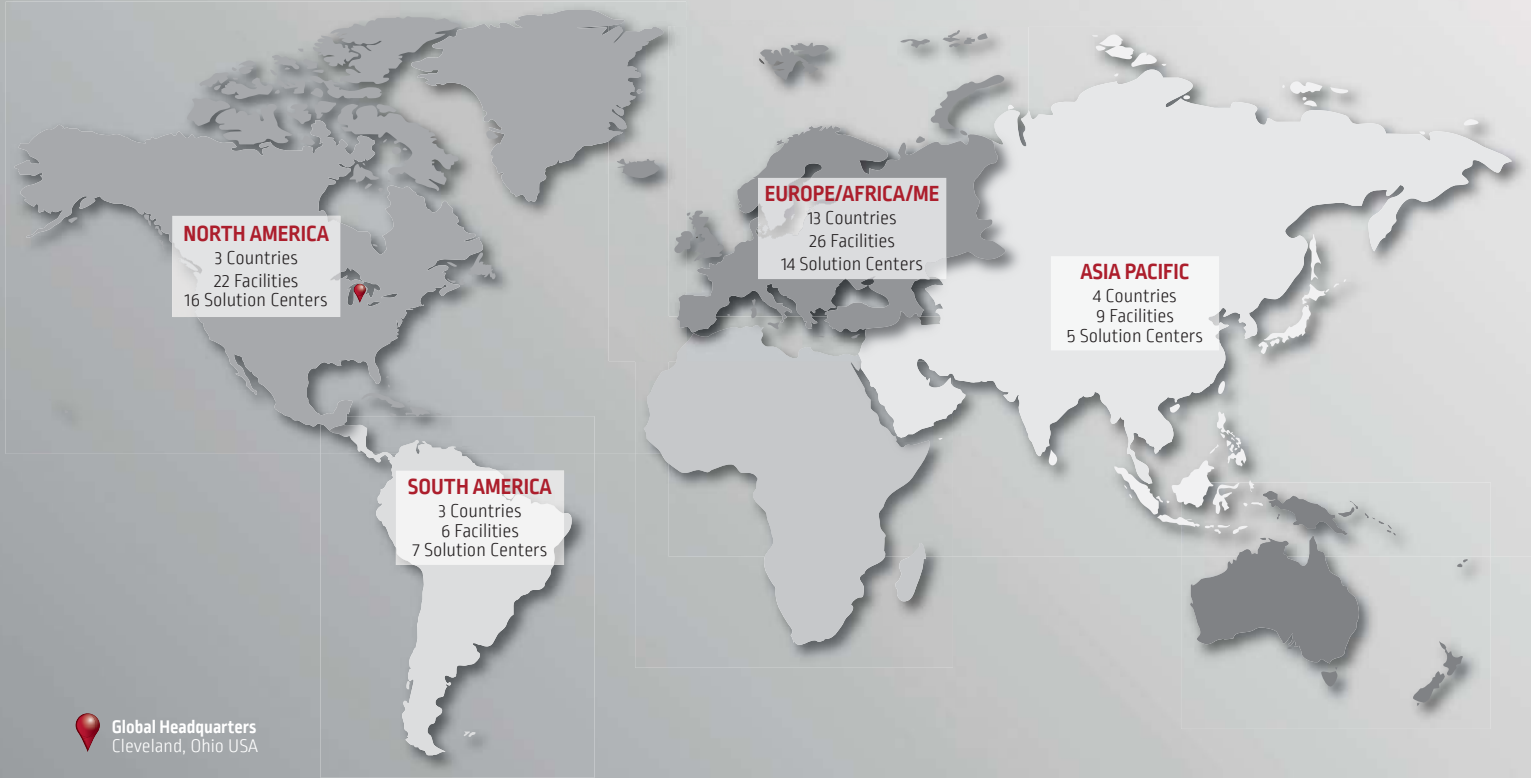 NORTH AMERICA
3 Countries
22 Facilities
16 Solution Centers
EUROPE/AFRICA/ME
13 Countries
26 Facilities
14 Solution Centers
ASIA PACIFIC
4 Countries
9 Facilities
5 Solution Centers
SOUTH AMERICA
3 Countries
6 Facilities
7 Solution Centers
Global Headquarters
Cleveland, Ohio USA